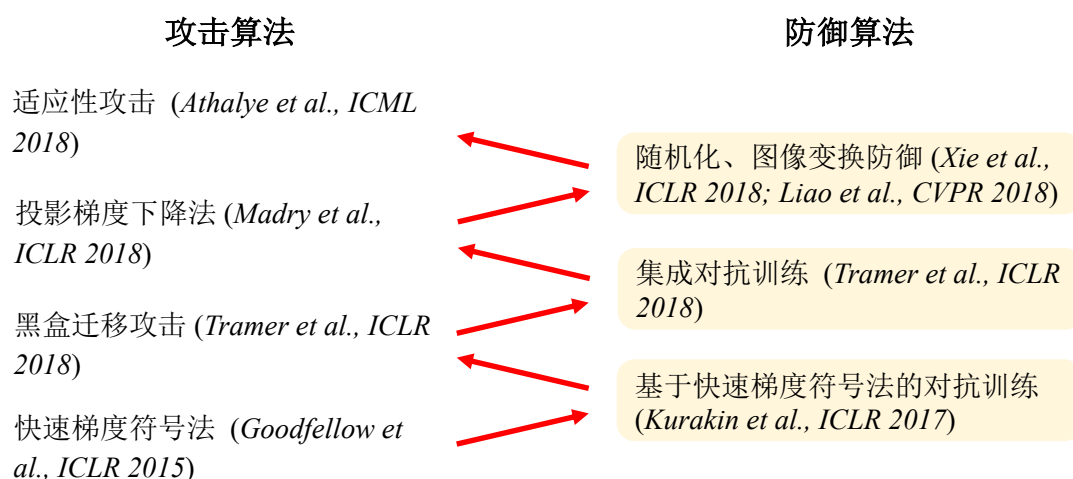 攻击算法
适应性攻击 (Athalye et al., ICML
2018)
投影梯度下降法 (Madry et al.,
ICLR 2018)
黑盒迁移攻击 (Tramer et al., ICLR
2018)
快速梯度符号法 (Goodfellow et
al., ICLR 2015)
防御算法
随机化、图像变换防御 (Xie et al.,
ICLR 2018; Liao et al., CVPR 2018)
集成对抗训练 (Tramer et al., ICLR
2018)
基于快速梯度符号法的对抗训练
(Kurakin et al., ICLR 2017)